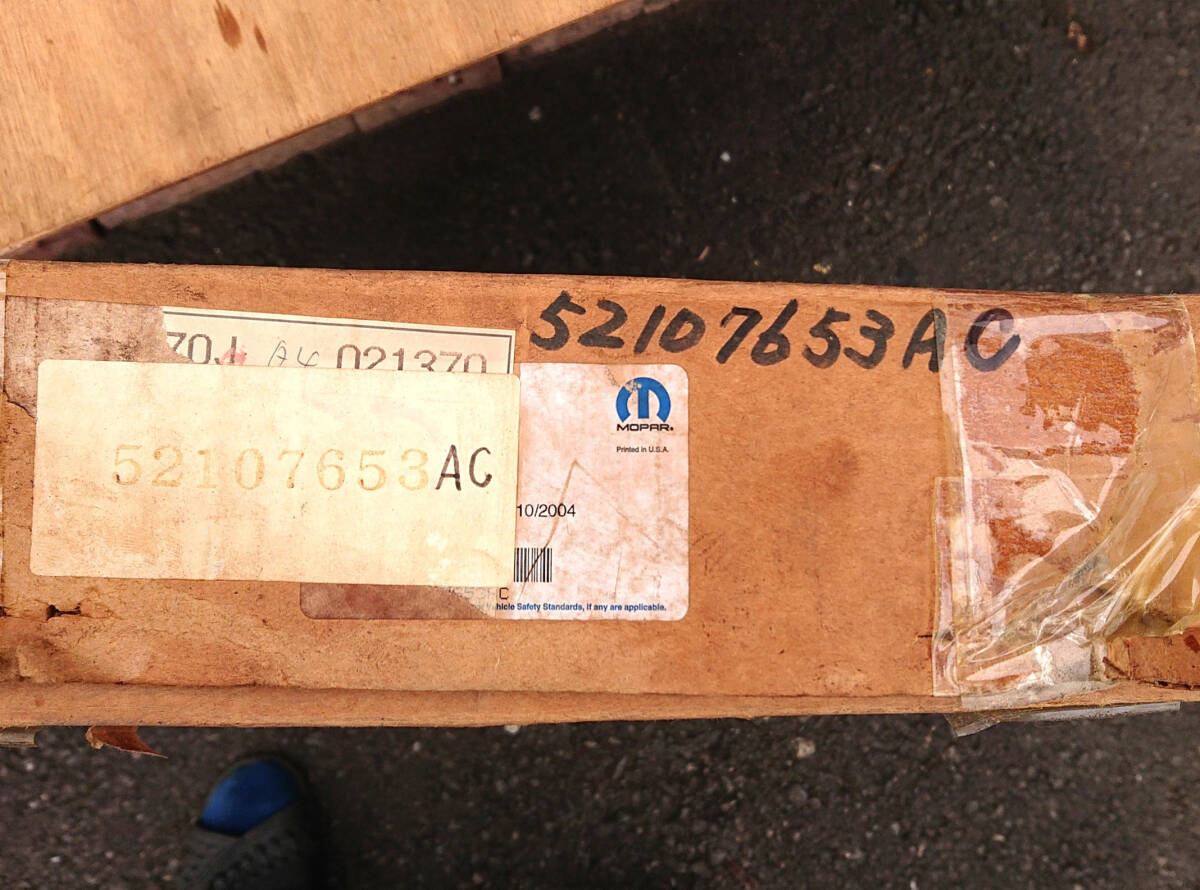 52107653AC
70J A4 021370
MOPAR®
Printed in U.S.A.
52107653AC
10/2004
C
hicle Safety Standards, if any are applicable.